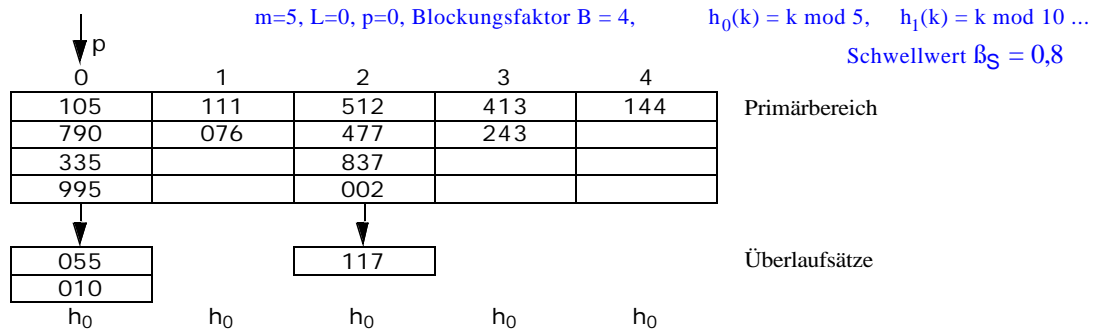 m=5, L=0, p=0, Blockungsfaktor B = 4, h0(k) = k mod 5, h1(k) = k mod 10 ...
p
Schwellwert ßS = 0,8
0 1 2 3 4
105 111 512 413 144 Primärbereich
790 076 477 243
335 837
995 002
055 117 Überlaufsätze
010
h0 h0 h0 h0 h0